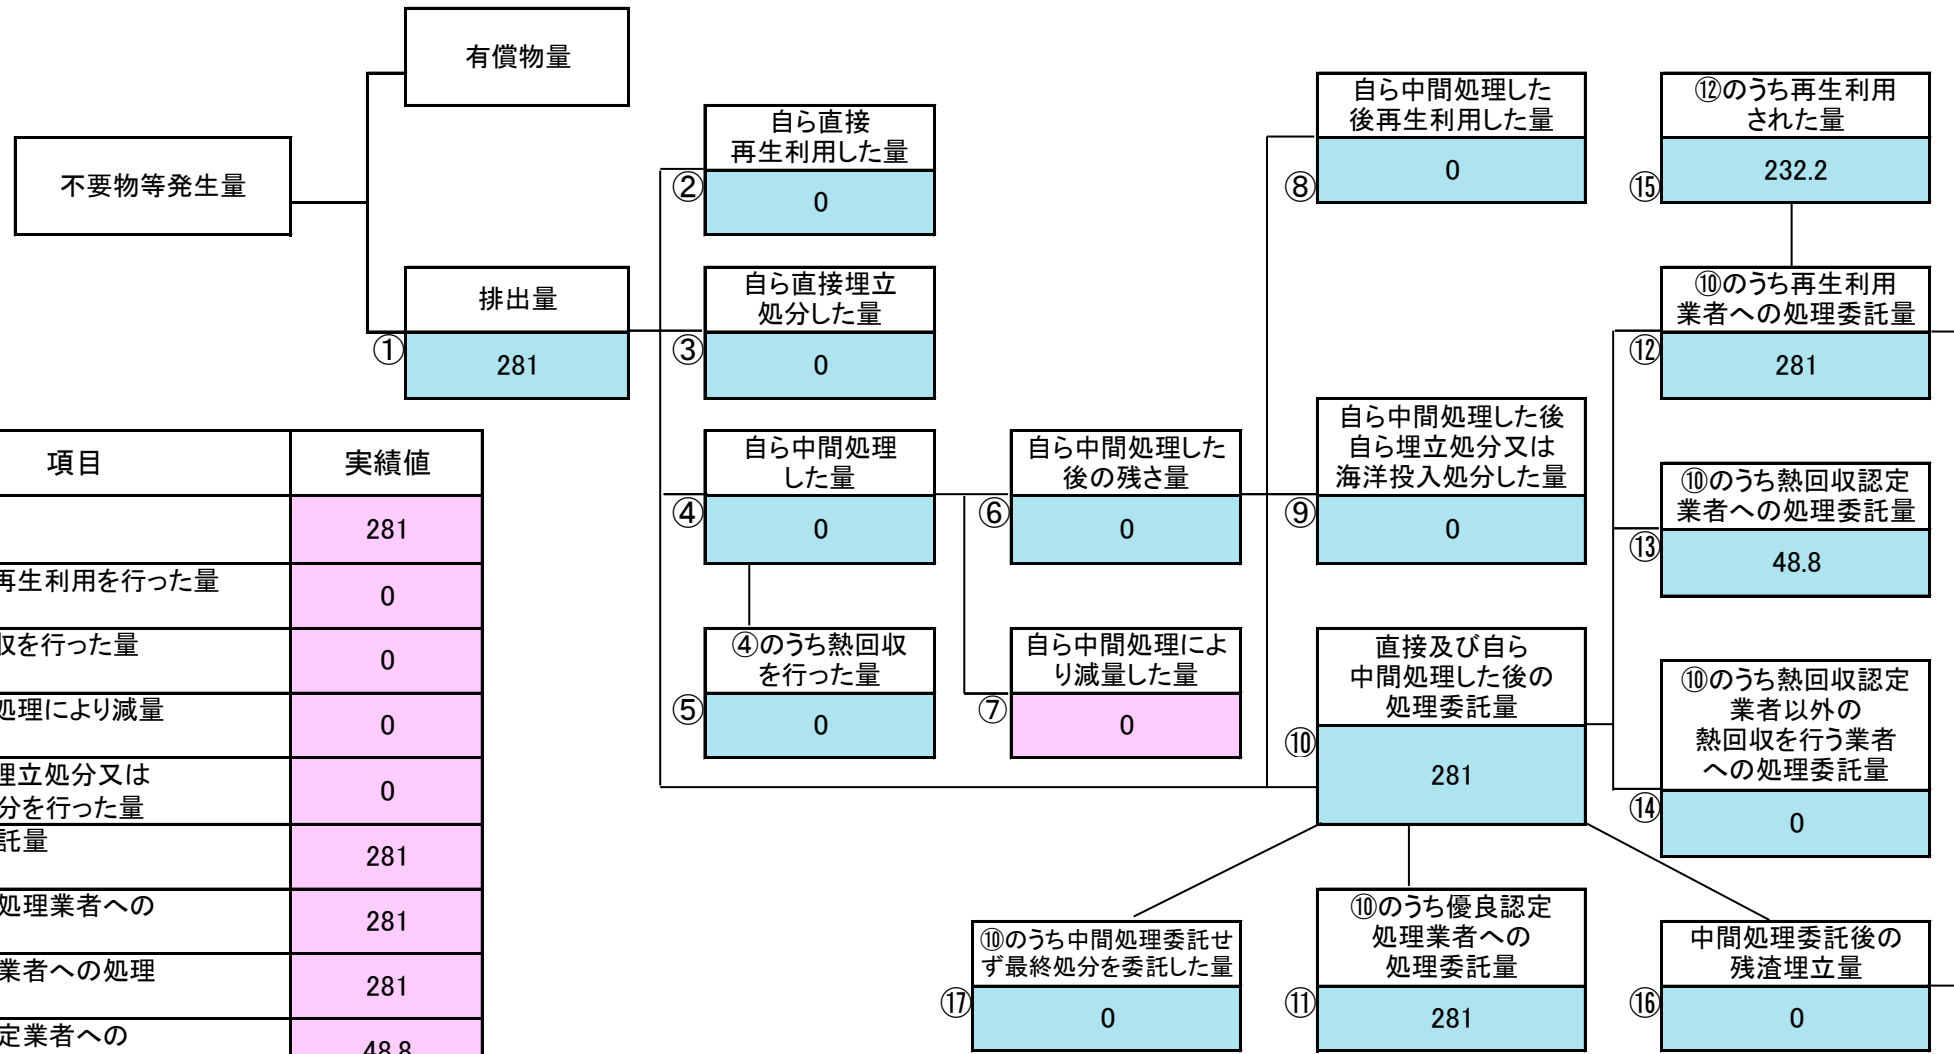 有償物量
不要物等発生量
排出量
①
281
自ら直接
再生利用した量
②
0
自ら直接埋立
処分した量
③
0
自ら中間処理
した量
④
0
④のうち熱回収
を行った量
⑤
0
自ら中間処理した
後の残さ量
⑥
0
自ら中間処理によ
り減量した量
⑦
0
自ら中間処理した
後再生利用した量
⑧
0
自ら中間処理した後
自ら埋立処分又は
海洋投入処分した量
⑨
0
直接及び自ら
中間処理した後の
処理委託量
⑩
281
⑫のうち再生利用
された量
⑮
232.2
⑩のうち再生利用
業者への処理委託量
⑫
281
⑩のうち熱回収認定
業者への処理委託量
⑬
48.8
⑩のうち熱回収認定
業者以外の
熱回収を行う業者
への処理委託量
⑭
0
⑩のうち中間処理委託せ
ず最終処分を委託した量
⑰
0
⑩のうち優良認定
処理業者への
処理委託量
⑪
281
中間処理委託後の
残渣埋立量
⑯
0
項目 実績値
281
再生利用を行った量
0
収を行った量
0
処理により減量
0
埋立処分又は
分を行った量
0
託量
281
処理業者への
281
業者への処理
281
定業者への
48.8